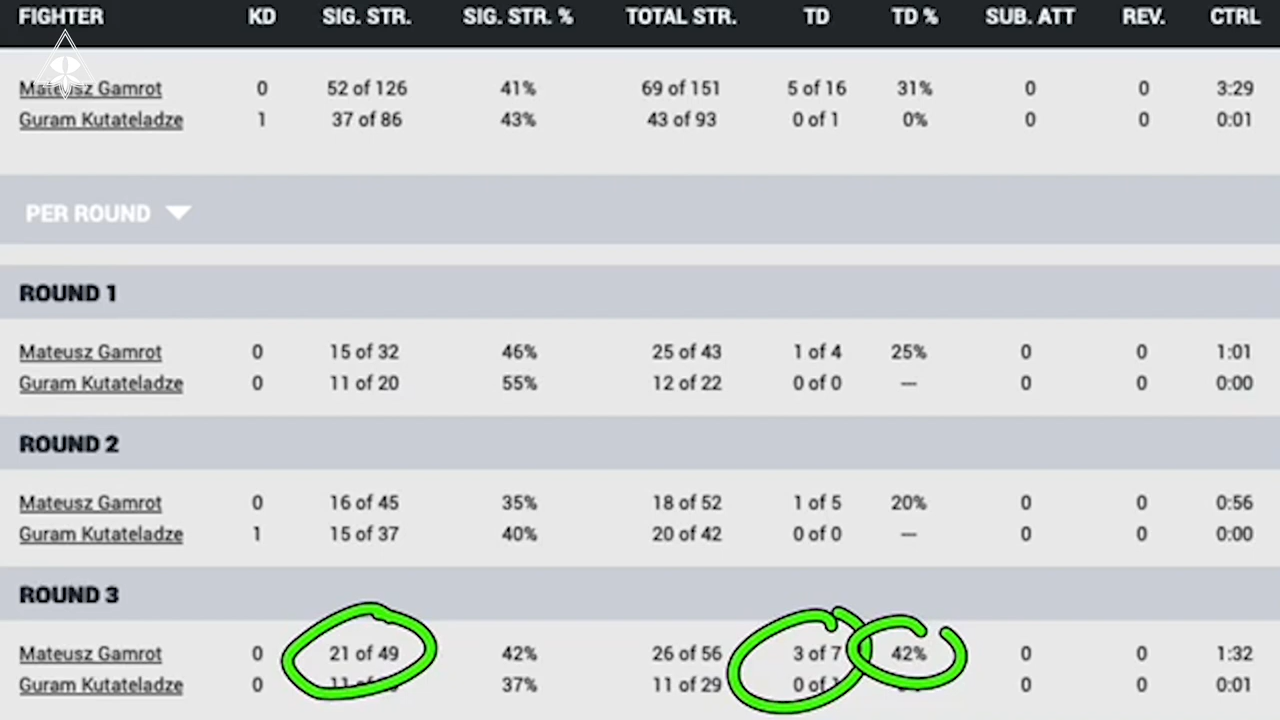 FIGHTER KD SIG. STR. SIG. STR. % TOTAL STR. TD TD % SUB. ATT REV. CTRL
Mateusz Gamrot 0 52 of 126 41% 69 of 151 5 of 16 31% 0 0 3:29
Guram Kutateladze 1 37 of 86 43% 43 of 93 0 of 1 0% 0 0 0:01
PER ROUND
ROUND 1
Mateusz Gamrot 0 15 of 32 46% 25 of 43 1 of 4 25% 0 0 1:01
Guram Kutateladze 0 11 of 20 55% 12 of 22 0 of 0 — 0 0 0:00
ROUND 2
Mateusz Gamrot 0 16 of 45 35% 18 of 52 1 of 5 20% 0 0 0:56
Guram Kutateladze 1 15 of 37 40% 20 of 42 0 of 0 — 0 0 0:00
ROUND 3
Mateusz Gamrot 0 21 of 49 42% 26 of 56 3 of 7 42% 0 0 1:32
Guram Kutateladze 0 11 of 37% 11 of 29 0 of 0 0 0:01